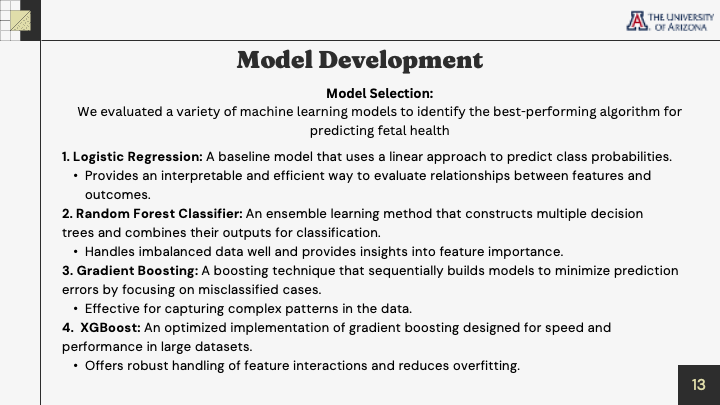 THE UNIVERSITY
OF ARIZONA
Model Development
Model Selection:
We evaluated a variety of machine learning models to identify the best-performing algorithm for
predicting fetal health
1. Logistic Regression: A baseline model that uses a linear approach to predict class probabilities.
• Provides an interpretable and efficient way to evaluate relationships between features and
outcomes.
2. Random Forest Classifier: An ensemble learning method that constructs multiple decision
trees and combines their outputs for classification.
• Handles imbalanced data well and provides insights into feature importance.
3. Gradient Boosting: A boosting technique that sequentially builds models to minimize prediction
errors by focusing on misclassified cases.
• Effective for capturing complex patterns in the data.
4. XGBoost: An optimized implementation of gradient boosting designed for speed and
performance in large datasets.
• Offers robust handling of feature interactions and reduces overfitting.
13